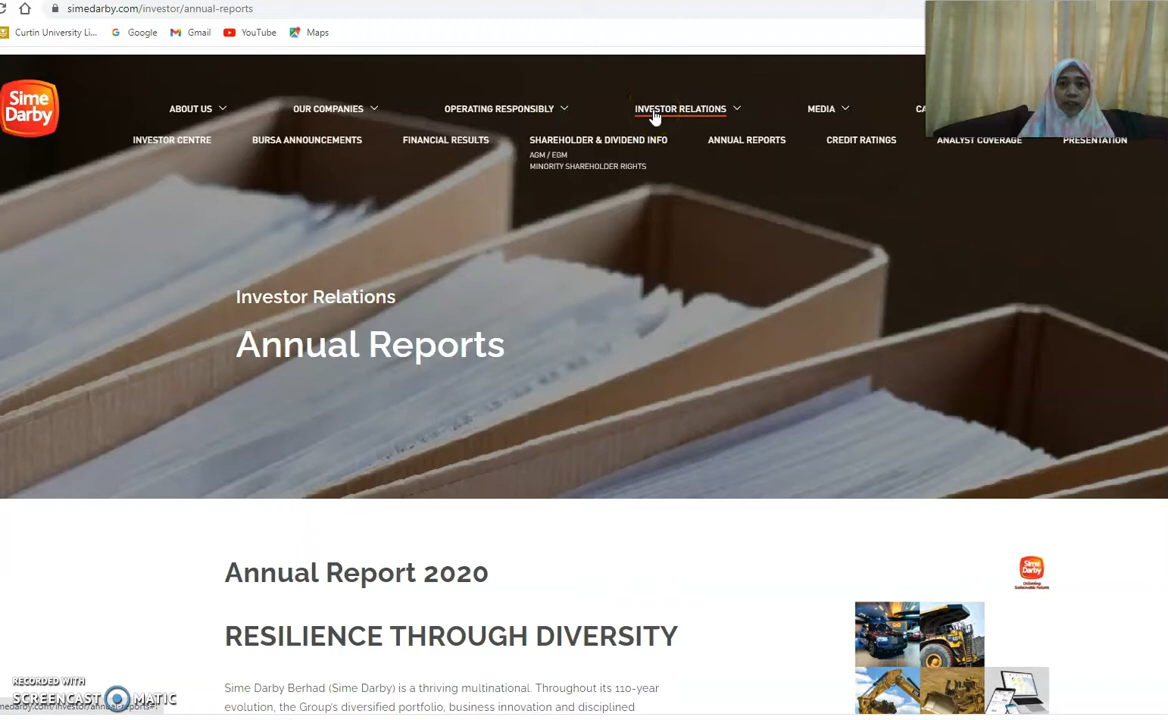 simedarby.com/investor/annual-reports
Curtin University Li... Google Gmail YouTube Maps
Sime Darby
ABOUT US OUR COMPANIES OPERATING RESPONSIBLY INVESTOR RELATIONS MEDIA CA
INVESTOR CENTRE BURSA ANNOUNCEMENTS FINANCIAL RESULTS SHAREHOLDER & DIVIDEND INFO ANNUAL REPORTS CREDIT RATINGS ANALYST COVERAGE PRESENTATION
AGM / EGM
MINORITY SHAREHOLDER RIGHTS
Investor Relations
Annual Reports
Annual Report 2020
Sime Darby
RESILIENCE THROUGH DIVERSITY
Sime Darby Berhad (Sime Darby) is a thriving multinational. Throughout its 110-year
evolution, the Group's diversified portfolio, business innovation and disciplined
RECORDED WITH
SCREENCAST MATIC
medarby.com/investor/annual-reports#!